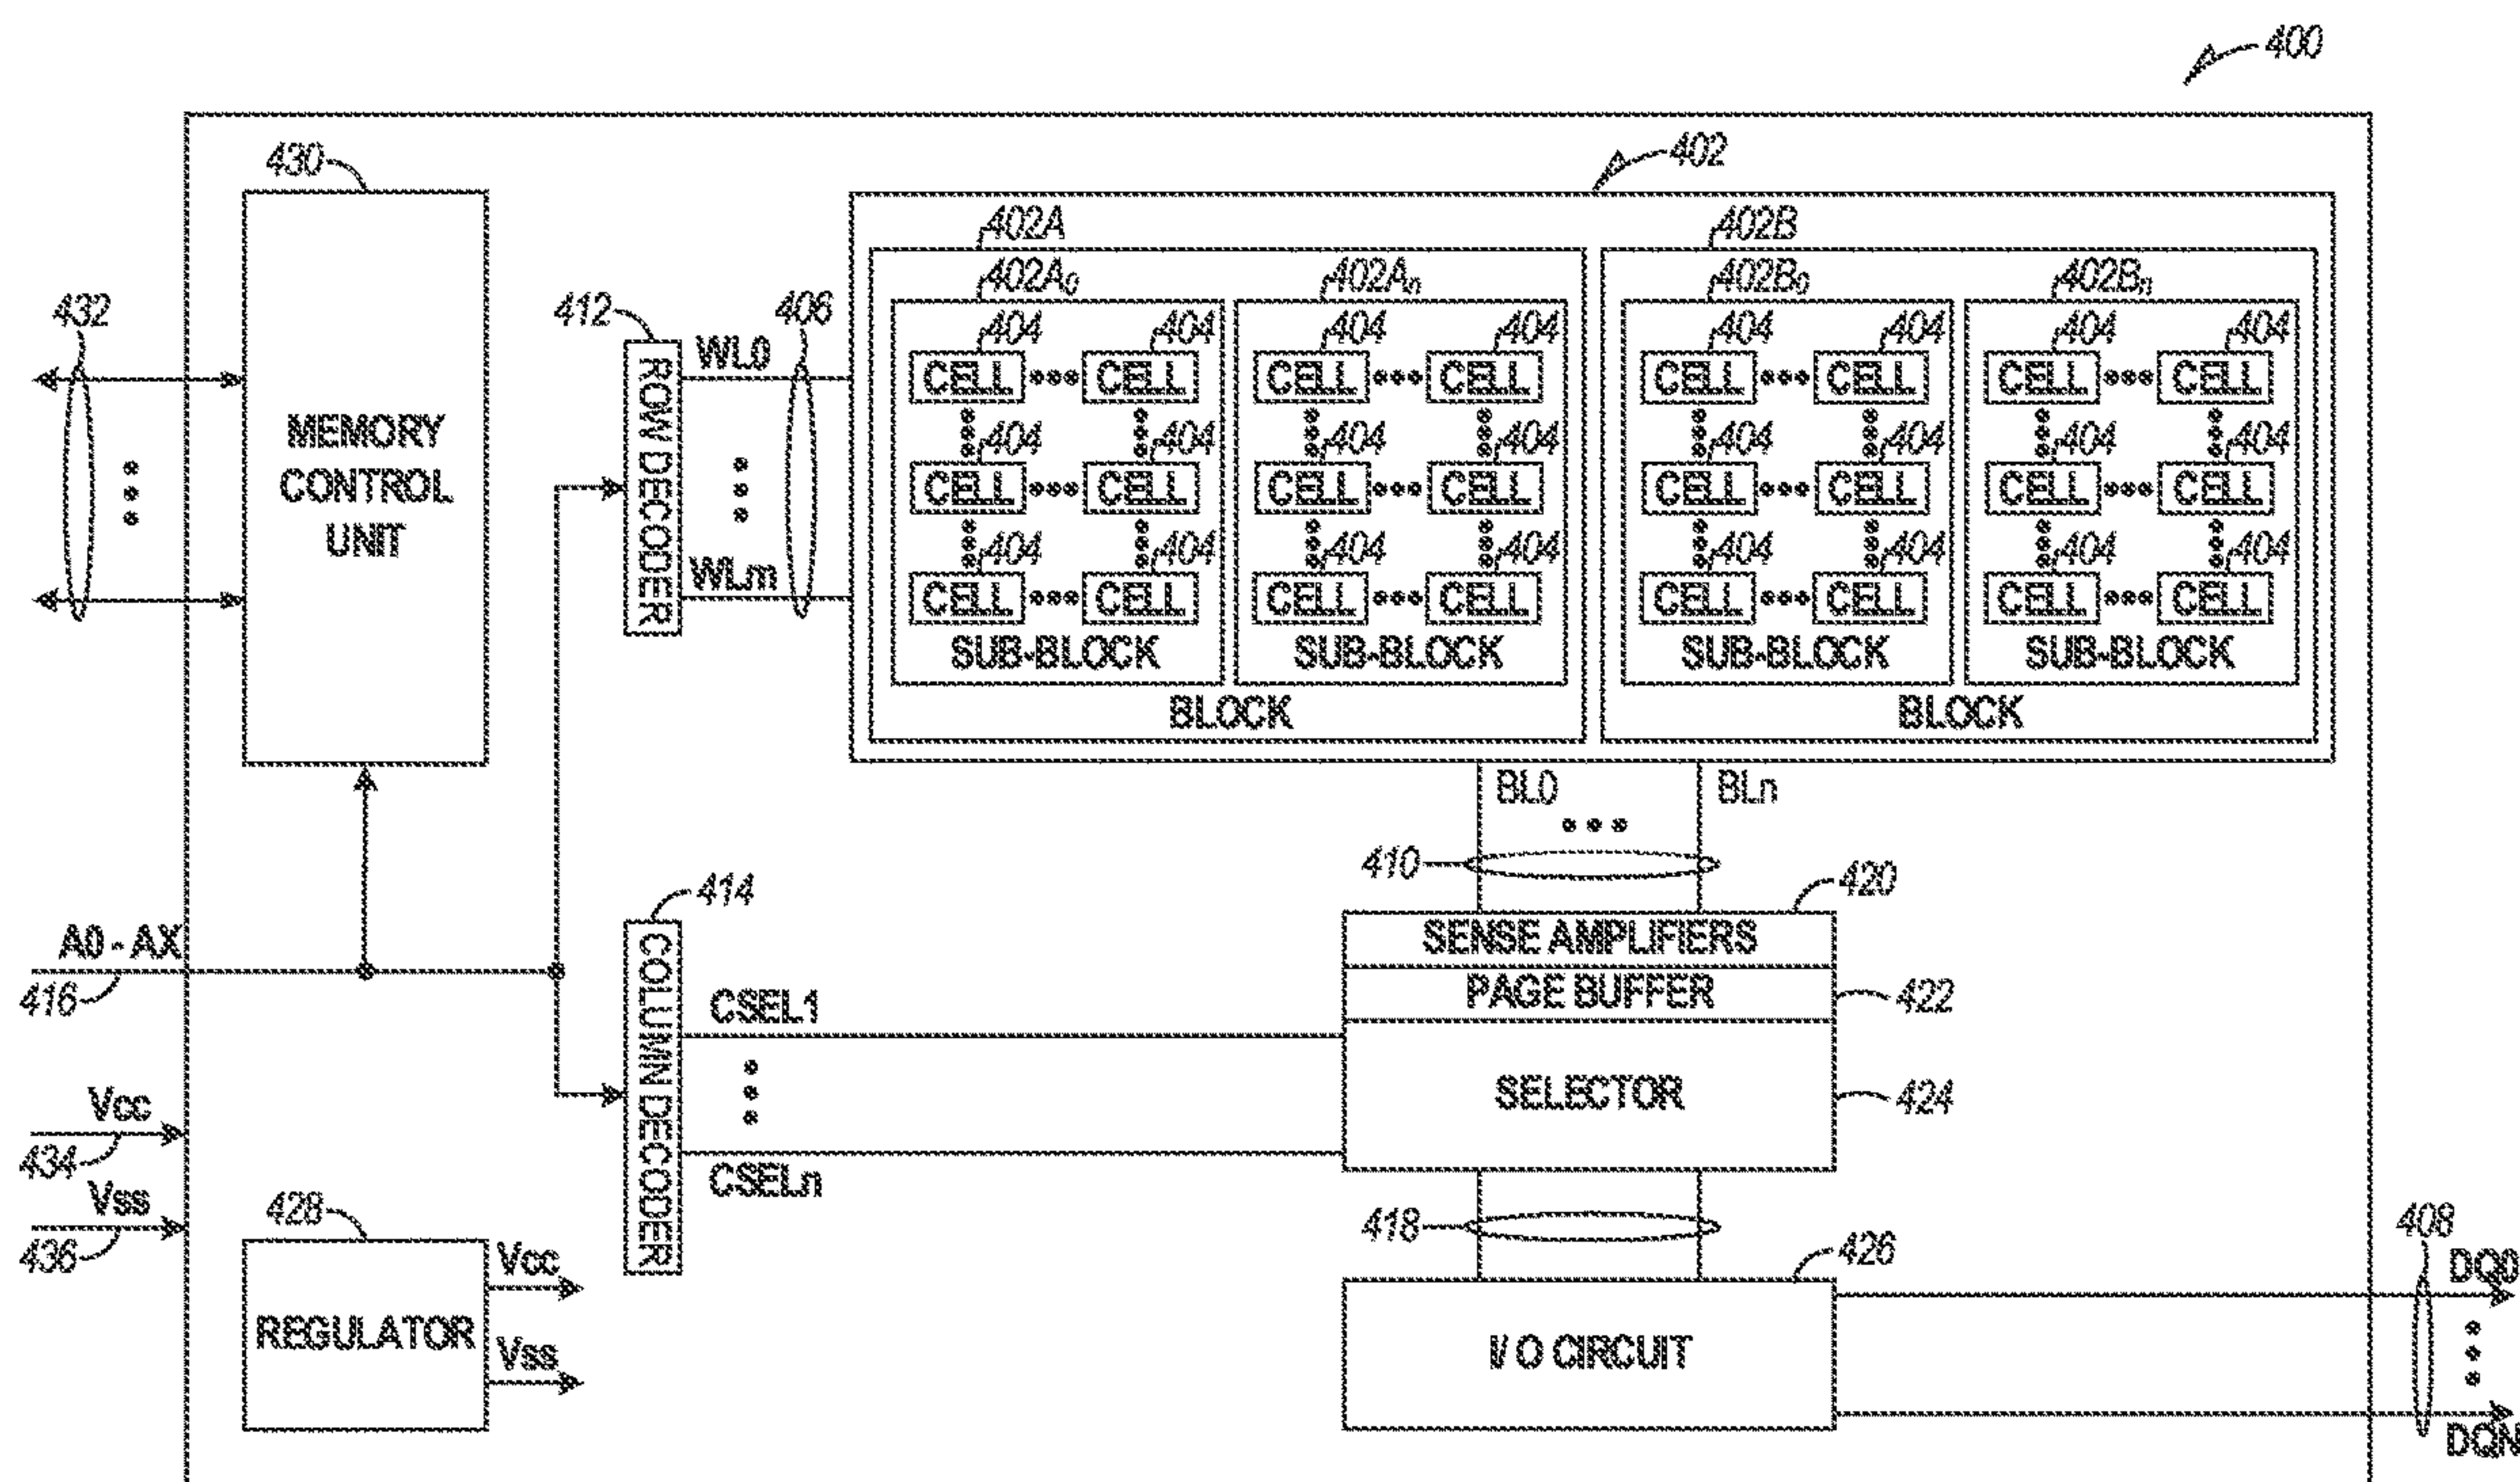 400
430
402
402A
402B
402A₀
402Aₙ
402B₀
402Bₙ
432
412
406
WL0
404 404 404 404 404 404 404 404
CELL CELL CELL CELL CELL CELL CELL CELL
MEMORY
CONTROL
UNIT
ROW DECODER
404 404 404 404 404 404 404 404
CELL CELL CELL CELL CELL CELL CELL CELL
404 404 404 404 404 404 404 404
WLm
CELL CELL CELL CELL CELL CELL CELL CELL
SUB-BLOCK SUB-BLOCK SUB-BLOCK SUB-BLOCK
BLOCK BLOCK
BL0 BLn
410
414
420
A0 - AX
416
COLUMN DECODER
SENSE AMPLIFIERS
CSEL1
PAGE BUFFER
422
SELECTOR
424
Vcc
434
CSELn
Vss
436
428
418
408
Vcc
426
DQ0
REGULATOR
Vss
I/O CIRCUIT
DQN